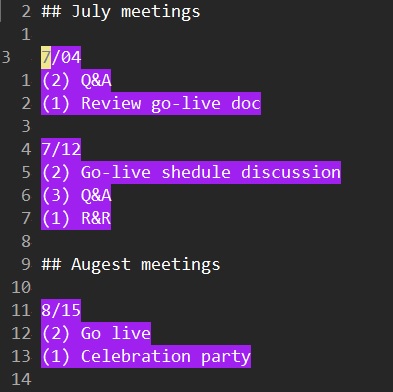 2 ## July meetings
1
3 7/04
1 (2) Q&A
2 (1) Review go-live doc
3
4 7/12
5 (2) Go-live shedule discussion
6 (3) Q&A
7 (1) R&R
8
9 ## Augest meetings
10
11 8/15
12 (2) Go live
13 (1) Celebration party
14